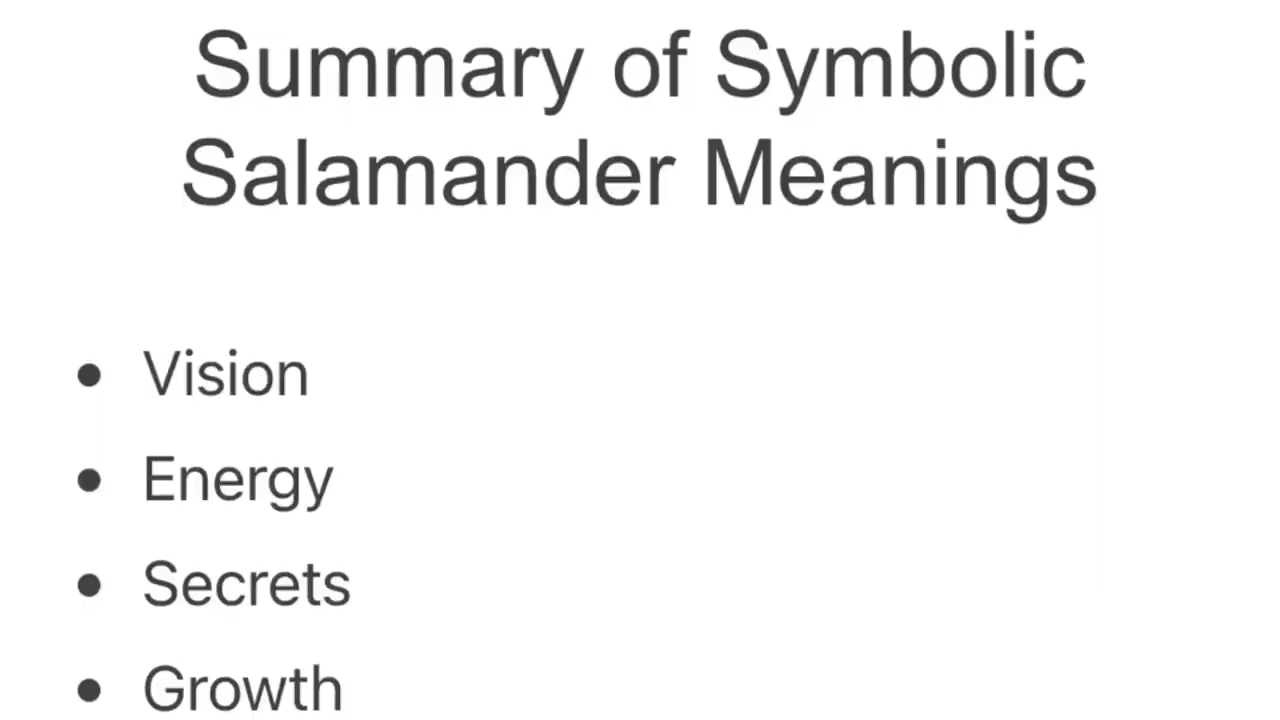 Summary of Symbolic
Salamander Meanings
• Vision
• Energy
• Secrets
• Growth